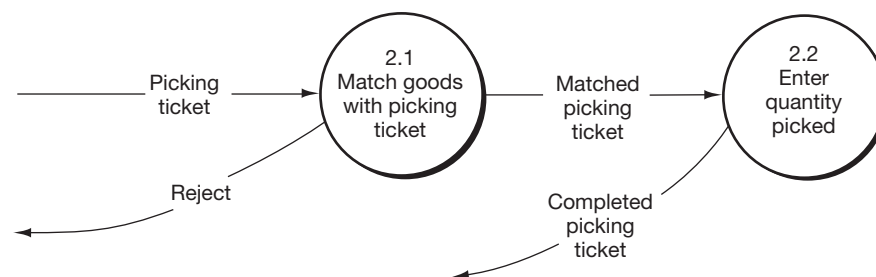 Picking
ticket
2.1
Match goods
with picking
ticket
Matched
picking
ticket
2.2
Enter
quantity
picked
Reject
Completed
picking
ticket